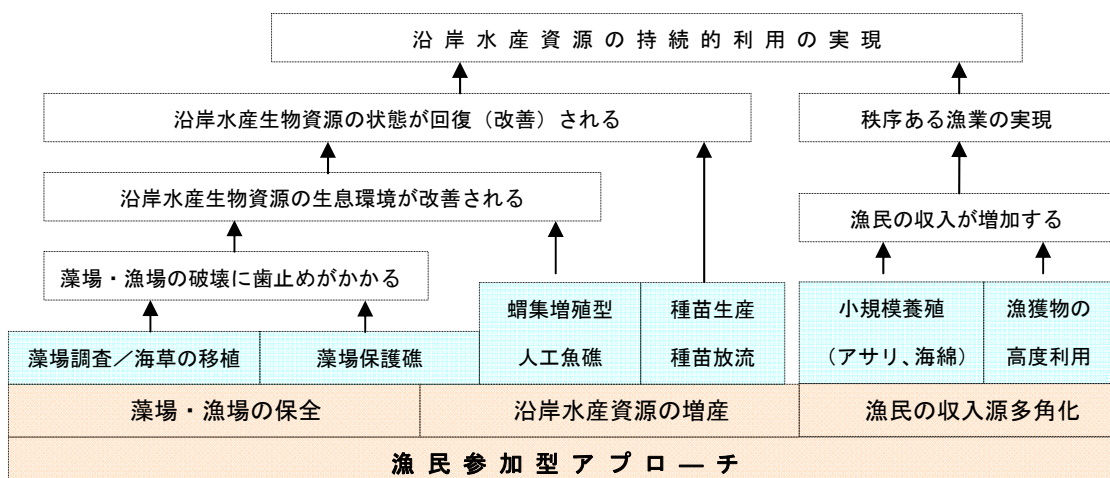 沿岸水産資源の持続的利用の実現
沿岸水産生物資源の状態が回復（改善）される
秩序ある漁業の実現
沿岸水産生物資源の生息環境が改善される
漁民の収入が増加する
藻場・漁場の破壊に歯止めがかかる
蝟集増殖型
人工魚礁
種苗生産
種苗放流
小規模養殖
（アサリ、海綿）
漁獲物の
高度利用
藻場調査／海草の移植
藻場保護礁
藻場・漁場の保全
沿岸水産資源の増産
漁民の収入源多角化
漁民参加型アプローチ